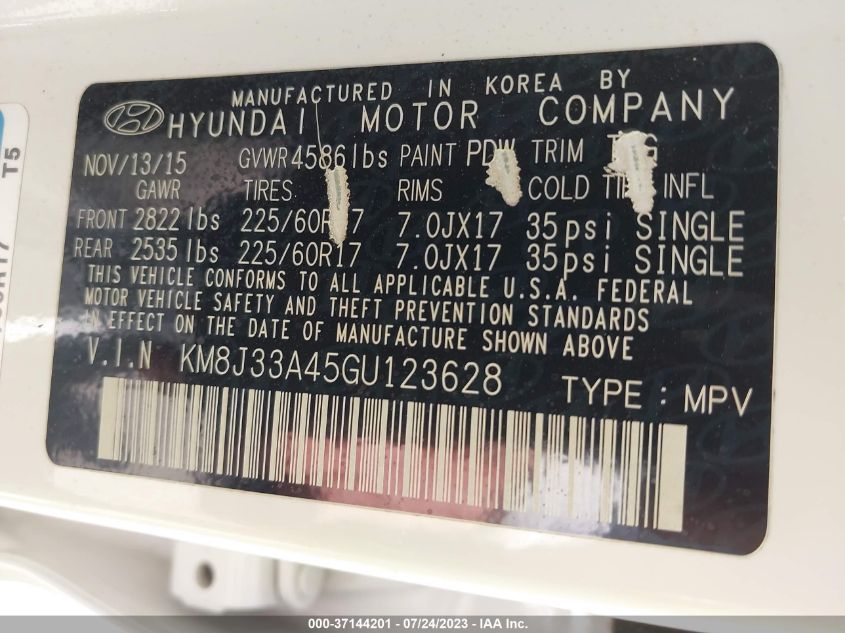 MANUFACTURED IN KOREA BY
HYUNDAI MOTOR COMPANY
NOV/13/15 GVWR 4586 lbs PAINT PDW TRIM
GAWR TIRES RIMS COLD TIRE INFL
FRONT 2822 lbs 225/60R17 7.0JX17 35psi SINGLE
REAR 2535 lbs 225/60R17 7.0JX17 35psi SINGLE
THIS VEHICLE CONFORMS TO ALL APPLICABLE U.S.A. FEDERAL
MOTOR VEHICLE SAFETY AND THEFT PREVENTION STANDARDS
IN EFFECT ON THE DATE OF MANUFACTURE SHOWN ABOVE
V.I.N KM8J33A45GU123628 TYPE : MPV
T5
000-37144201 - 07/24/2023 - IAA Inc.